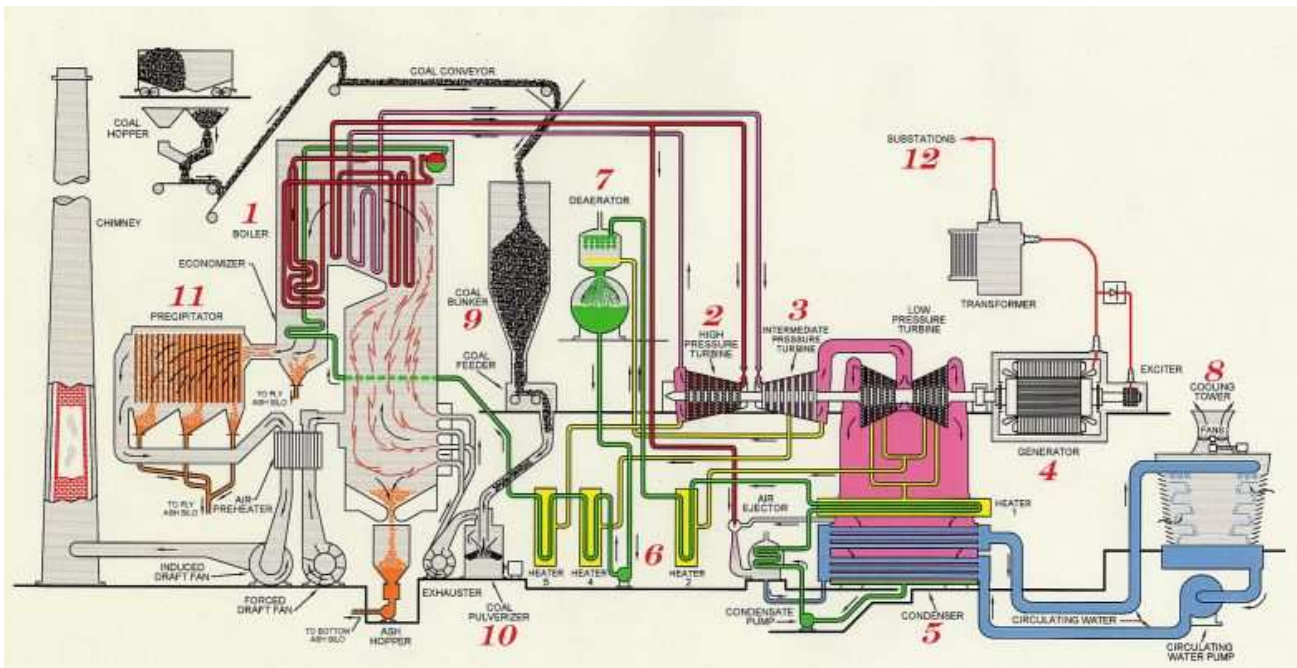 COAL CONVEYOR
COAL
HOPPER
SUBSTATIONS
12
7
DEAERATOR
CHIMNEY
1
BOILER
ECONOMIZER
11
PRECIPITATOR
COAL
BUNKER
9
2
HIGH
PRESSURE
TURBINE
3
INTERMEDIATE
PRESSURE
TURBINE
LOW
PRESSURE
TURBINE
TRANSFORMER
EXCITER
8
COOLING
TOWER
FANS
COAL
FEEDER
TO FLY
ASH SILO
GENERATOR
4
TO FLY
ASH SILO
AIR
PREHEATER
AIR
EJECTOR
HEATER
1
6
INDUCED
DRAFT FAN
FORCED
DRAFT FAN
EXHAUSTER
HEATER
5
HEATER
4
HEATER
2
COAL
PULVERIZER
10
TO BOTTOM
ASH SILO
ASH
HOPPER
CONDENSATE
PUMP
CONDENSER
5
CIRCULATING WATER
CIRCULATING
WATER PUMP